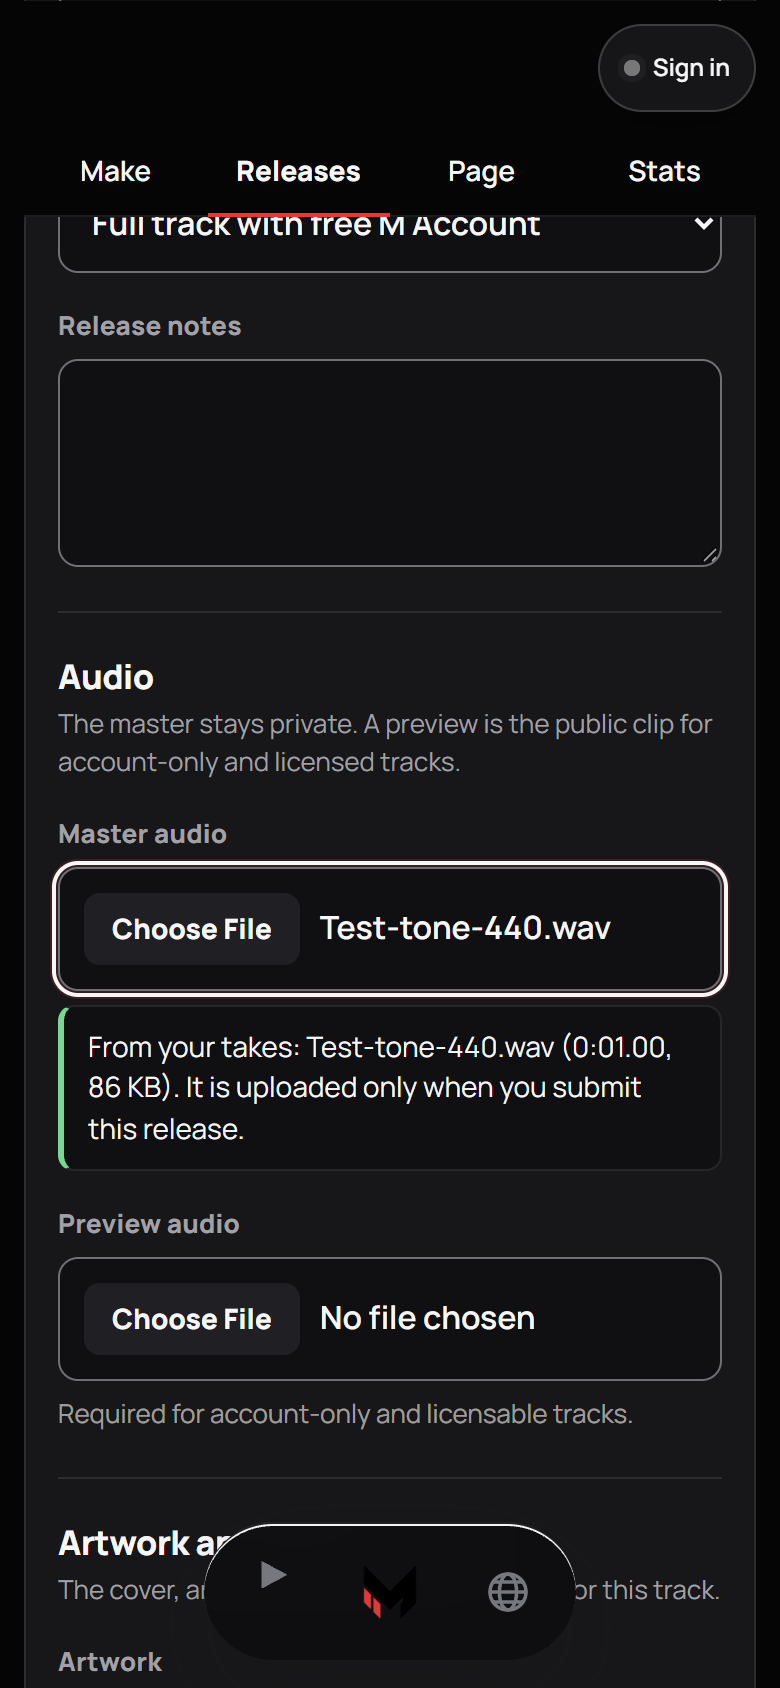 Sign in
Make
Releases
Page
Stats
Full track with free M Account
Release notes
Audio
The master stays private. A preview is the public clip for
account-only and licensed tracks.
Master audio
Choose File
Test-tone-440.wav
From your takes: Test-tone-440.wav (0:01.00,
86 KB). It is uploaded only when you submit
this release.
Preview audio
Choose File
No file chosen
Required for account-only and licensable tracks.
Artwork
The cover,
for this track.
Artwork